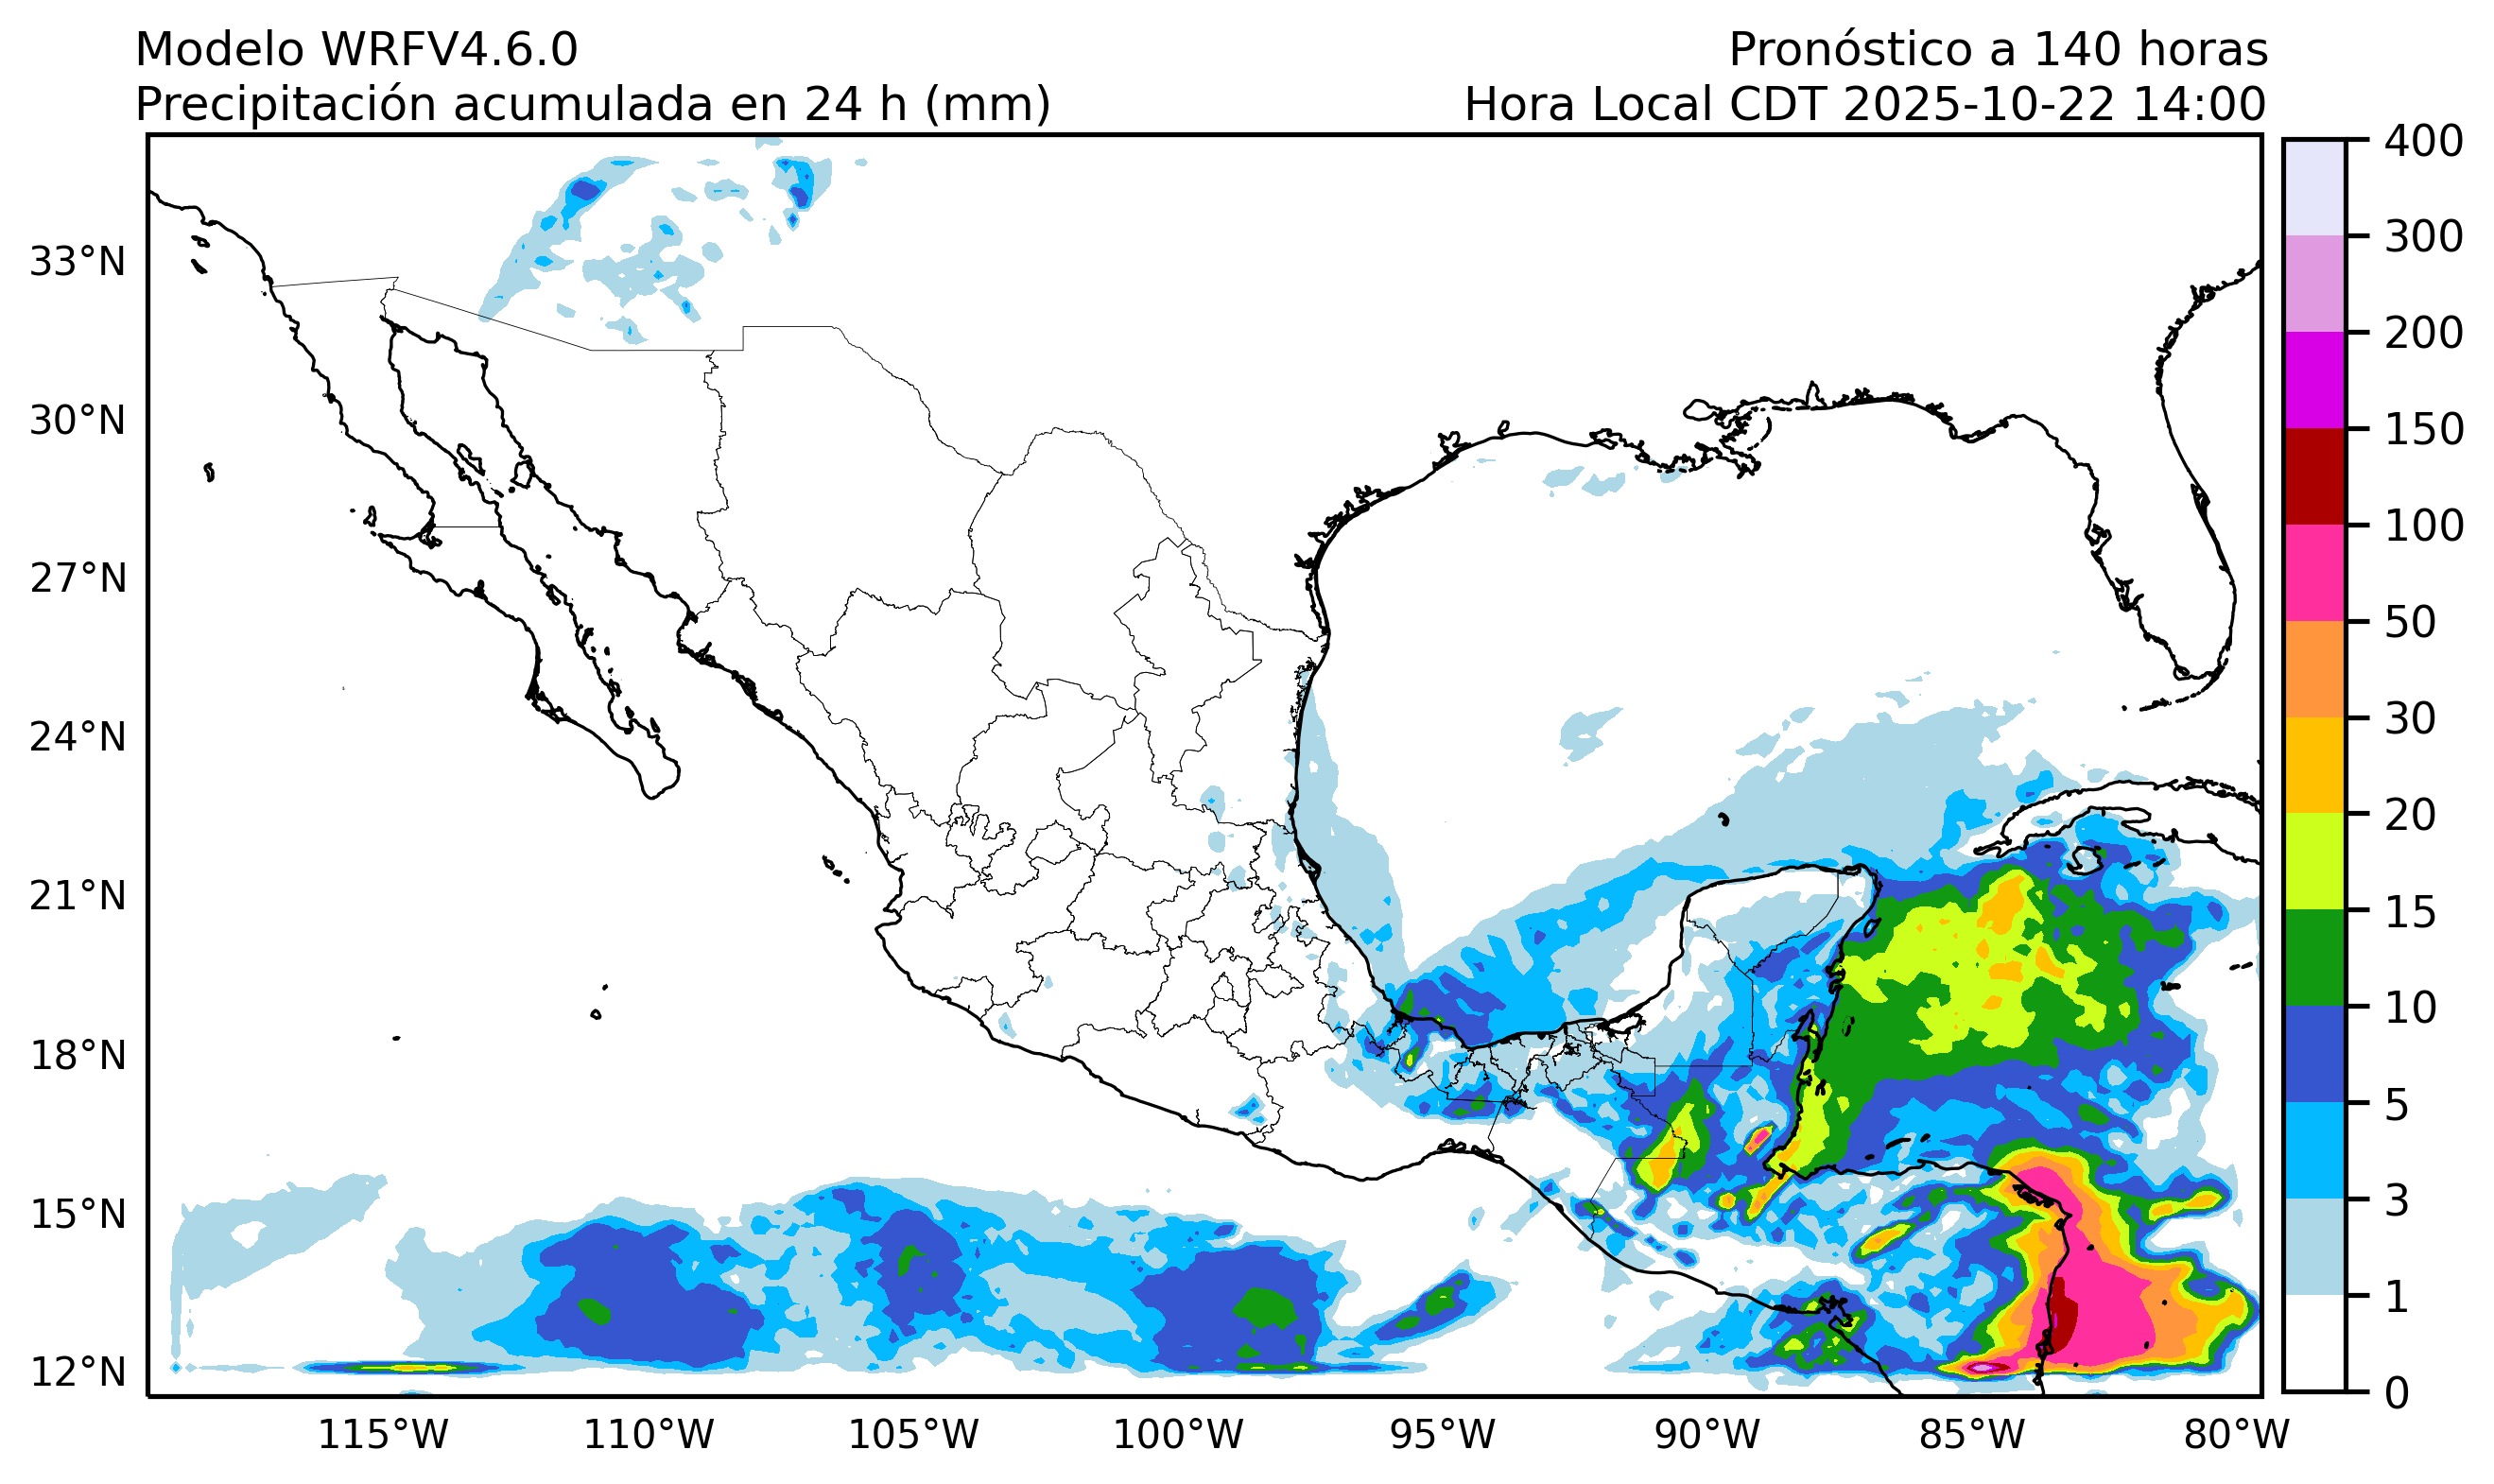 Modelo WRFV4.6.0
Pronóstico a 140 horas
Precipitación acumulada en 24 h (mm)
Hora Local CDT 2025-10-22 14:00
33°N
30°N
27°N
24°N
21°N
18°N
15°N
12°N
115°W
110°W
105°W
100°W
95°W
90°W
85°W
80°W
400
300
200
150
100
50
30
20
15
10
5
3
1
0